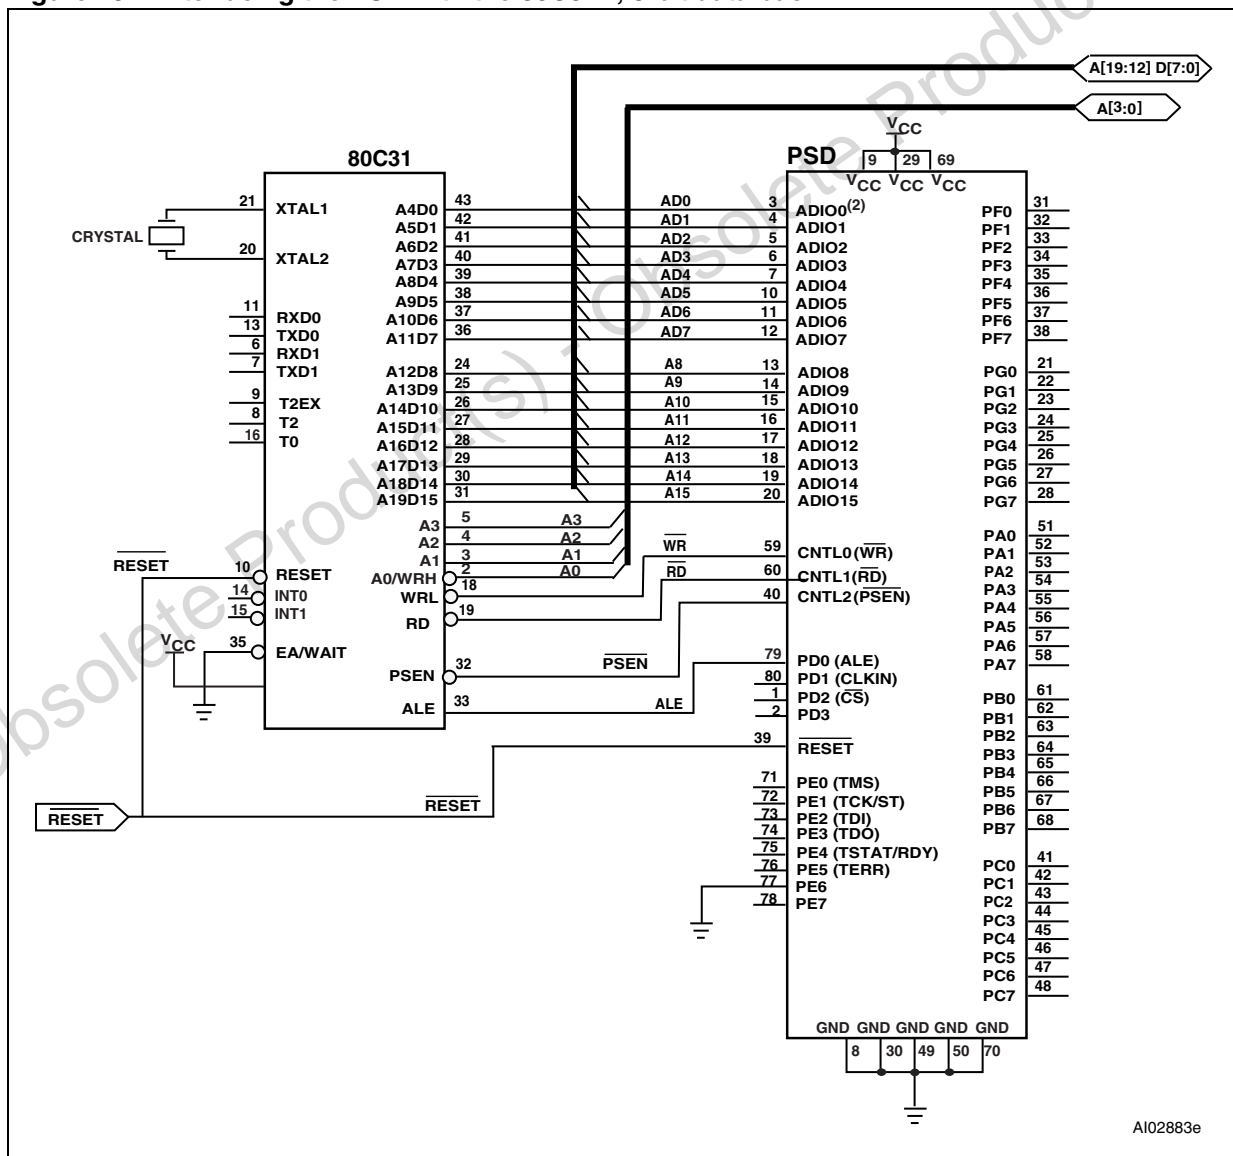 A[19:12] D[7:0]
A[3:0]
VCC
80C31
PSD
9 29 69
VCC VCC VCC
CRYSTAL
21 XTAL1
20 XTAL2
11 RXD0
13 TXD0
6 RXD1
7 TXD1
9 T2EX
8 T2
16 T0
RESET
10 RESET
14 INT0
15 INT1
VCC
35 EA/WAIT
A4D0 43 AD0 3 ADIO0(2)
A5D1 42 AD1 4 ADIO1
A6D2 41 AD2 5 ADIO2
A7D3 40 AD3 6 ADIO3
A8D4 39 AD4 7 ADIO4
A9D5 38 AD5 10 ADIO5
A10D6 37 AD6 11 ADIO6
A11D7 36 AD7 12 ADIO7
A12D8 24 A8 13 ADIO8
A13D9 25 A9 14 ADIO9
A14D10 26 A10 15 ADIO10
A15D11 27 A11 16 ADIO11
A16D12 28 A12 17 ADIO12
A17D13 29 A13 18 ADIO13
A18D14 30 A14 19 ADIO14
A19D15 31 A15 20 ADIO15
A3 5 A3
A2 4 A2
A1 3 A1
A0/WRH 2 A0
WRL 18 WR 59 CNTL0 (WR)
RD 19 RD 60 CNTL1(RD)
40 CNTL2(PSEN)
PSEN 32 PSEN
ALE 33 ALE
79 PD0 (ALE)
80 PD1 (CLKIN)
1 PD2 (CS)
2 PD3
39 RESET
RESET
RESET
71 PE0 (TMS)
72 PE1 (TCK/ST)
73 PE2 (TDI)
74 PE3 (TDO)
75 PE4 (TSTAT/RDY)
76 PE5 (TERR)
77 PE6
78 PE7
PF0 31
PF1 32
PF2 33
PF3 34
PF4 35
PF5 36
PF6 37
PF7 38
PG0 21
PG1 22
PG2 23
PG3 24
PG4 25
PG5 26
PG6 27
PG7 28
PA0 51
PA1 52
PA2 53
PA3 54
PA4 55
PA5 56
PA6 57
PA7 58
PB0 61
PB1 62
PB2 63
PB3 64
PB4 65
PB5 66
PB6 67
PB7 68
PC0 41
PC1 42
PC2 43
PC3 44
PC4 45
PC5 46
PC6 47
PC7 48
GND GND GND GND GND
8 30 49 50 70
AI02883e
Obsolete Product(s) - Obsolete Produc